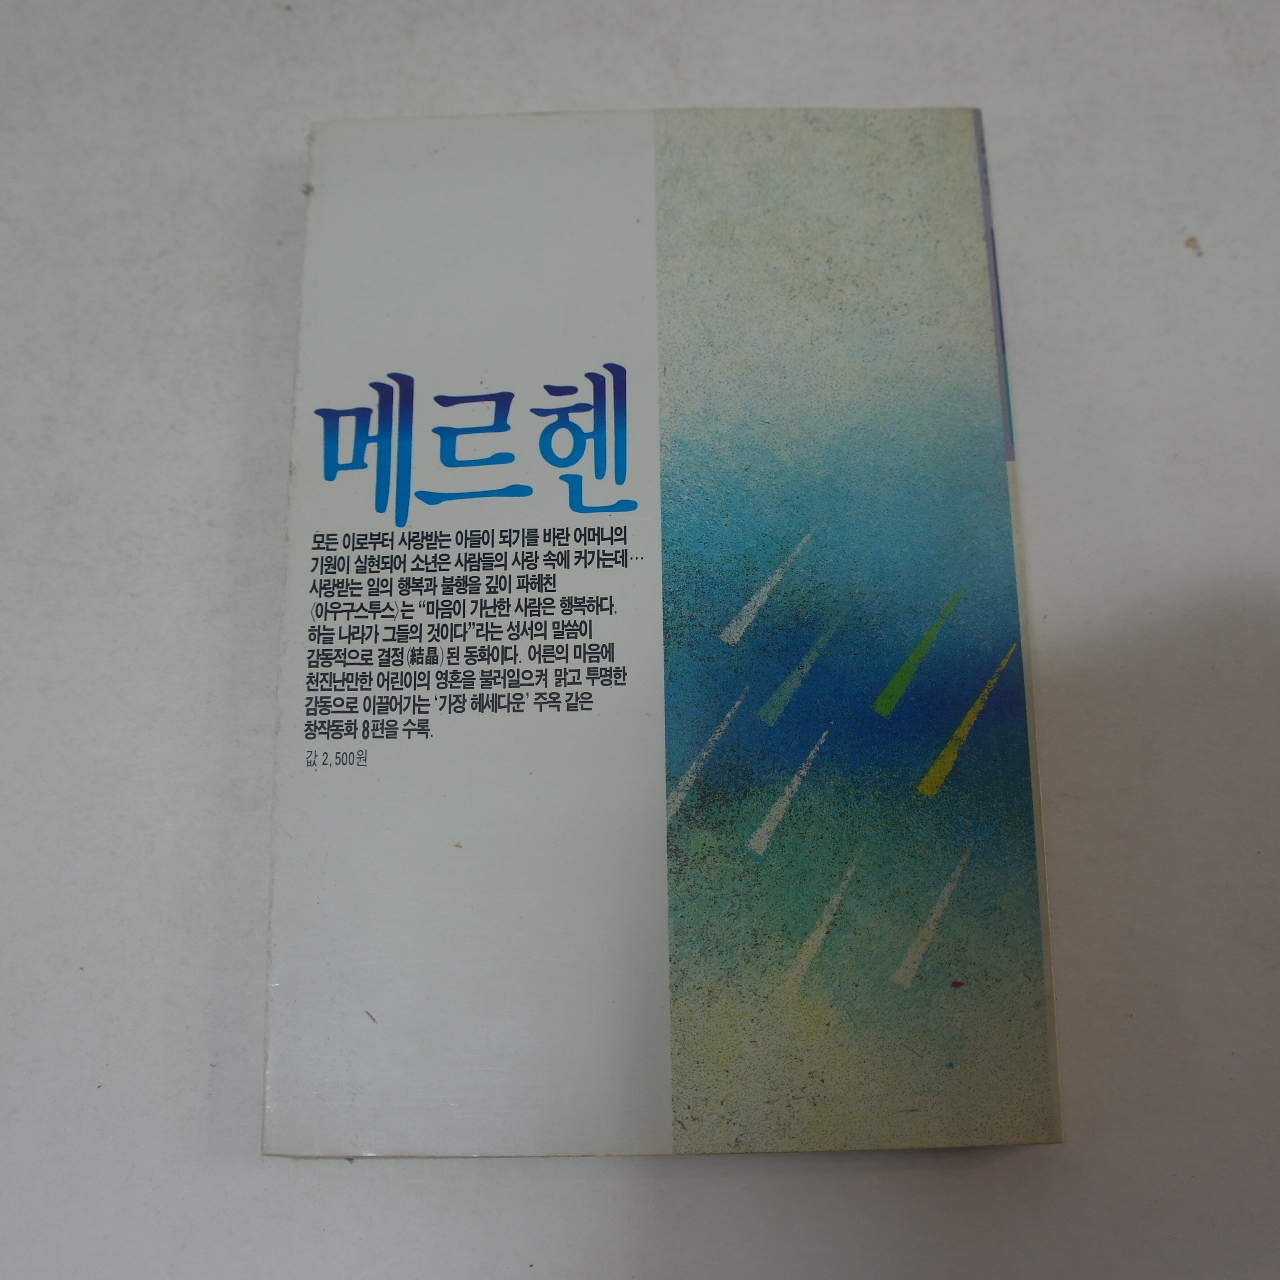 메르헨
모든 이로부터 사랑받는 아들이 되기를 바란 어머니의
기원이 실현되어 소년은 사람들의 사랑 속에 커가는데…
사랑받는 일의 행복과 불행을 깊이 파헤친
〈아우구스투스〉는 “마음이 가난한 사람은 행복하다.
하늘 나라가 그들의 것이다”라는 성서의 말씀이
감동적으로 결정(結晶)된 동화이다. 어른의 마음에
천진난만한 어린이의 영혼을 불러일으켜 맑고 투명한
감동으로 이끌어가는 ‘가장 헤세다운’ 주옥 같은
창작동화 8편을 수록.
값 2,500원